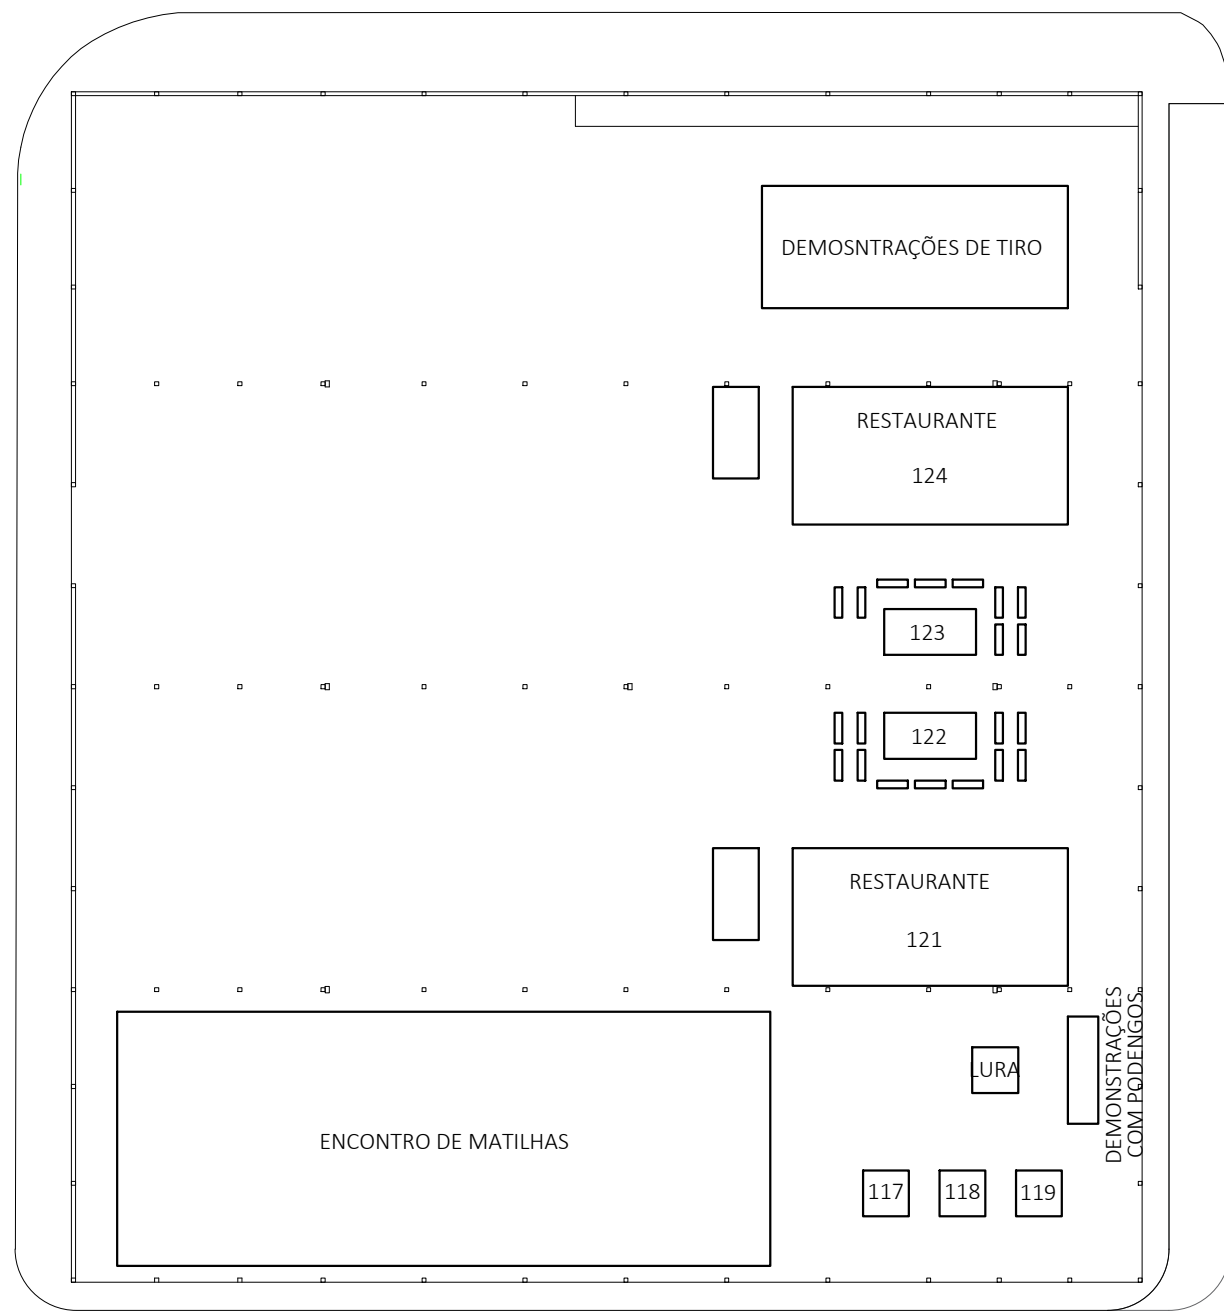 DEMOSNTRAÇÕES DE TIRO
RESTAURANTE
124
123
122
RESTAURANTE
121
DEMONSTRAÇÕES
COM PODENGOS
LURA
ENCONTRO DE MATILHAS
117
118
119